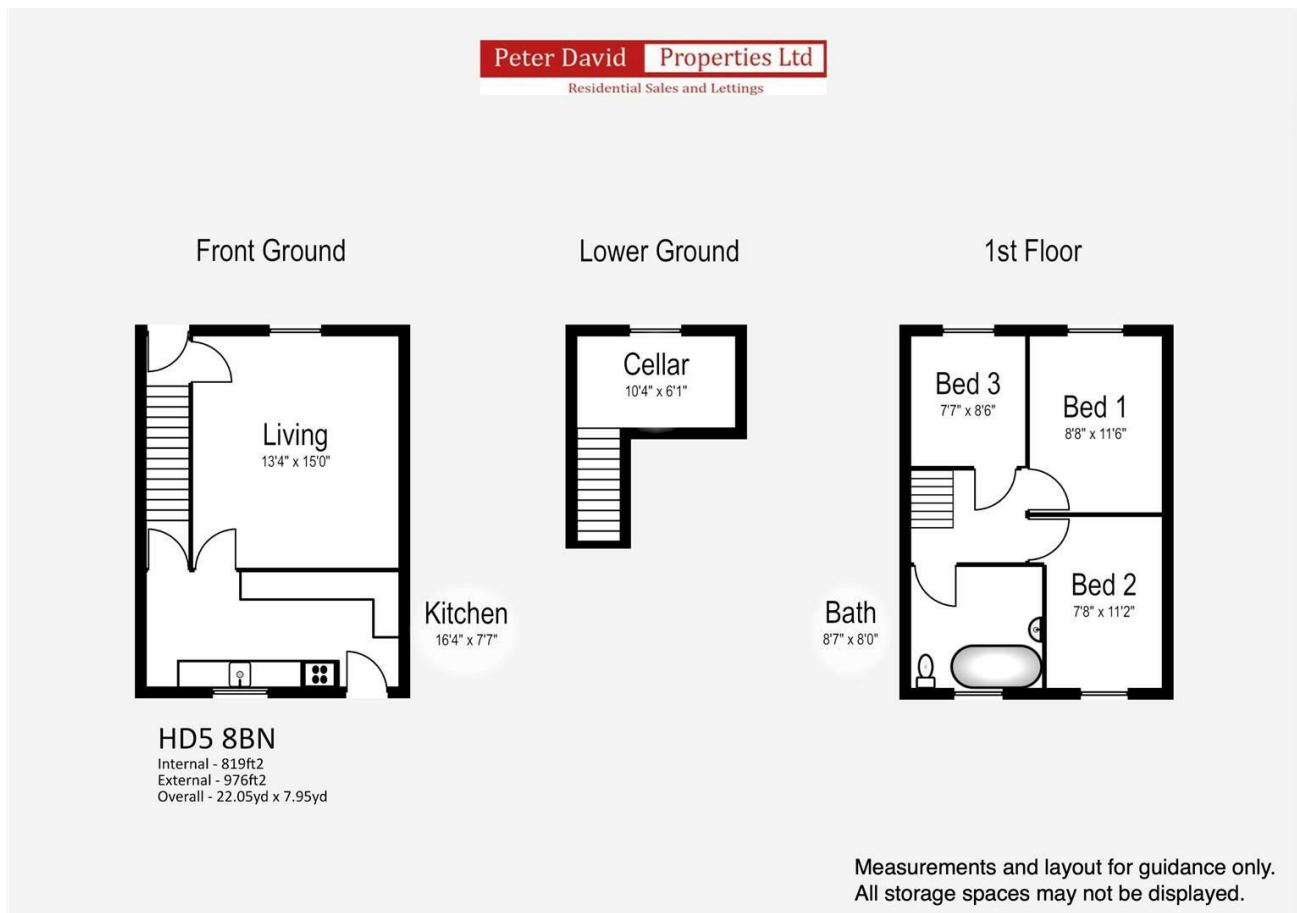 Peter David Properties Ltd
Residential Sales and Lettings
Front Ground
Lower Ground
1st Floor
Living
13'4" x 15'0"
Kitchen
16'4" x 7'7"
Cellar
10'4" x 6'1"
Bed 3
7'7" x 8'6"
Bed 1
8'8" x 11'6"
Bed 2
7'8" x 11'2"
Bath
8'7" x 8'0"
HD5 8BN
Internal - 819ft2
External - 976ft2
Overall - 22.05yd x 7.95yd
Measurements and layout for guidance only.
All storage spaces may not be displayed.